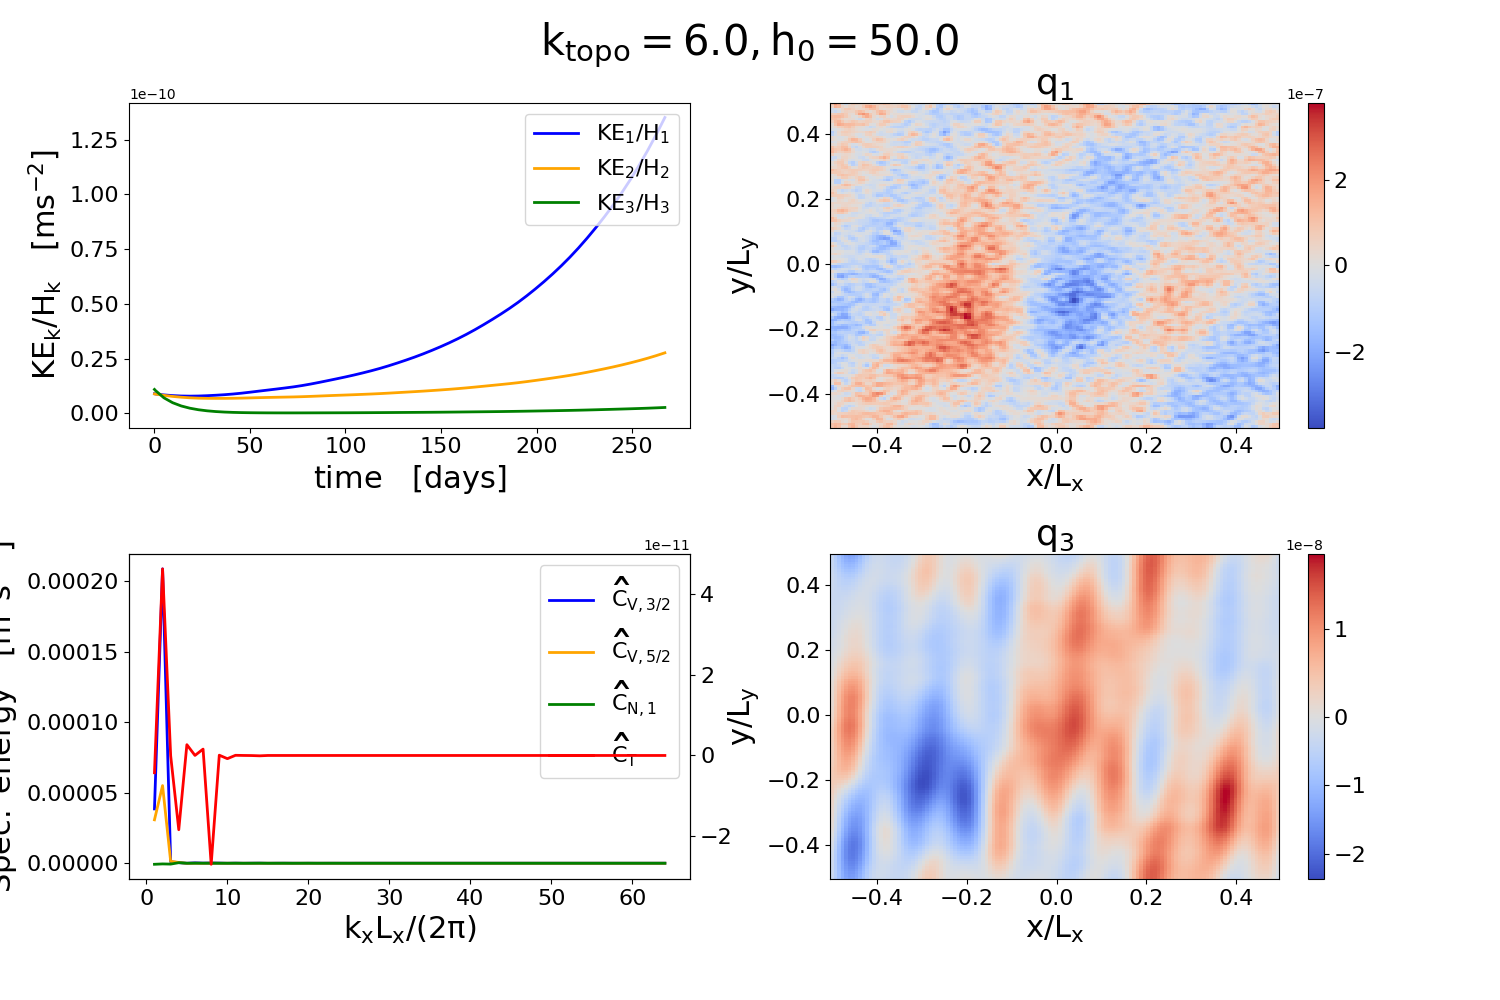 k_topo = 6.0, h_0 = 50.0
1e−10
1.25
1.00
0.75
0.50
0.25
0.00
KE_k/H_k [ms^−2]
0 50 100 150 200 250
time [days]
KE_1/H_1
KE_2/H_2
KE_3/H_3
q_1
1e−7
0.4
0.2
0.0
−0.2
−0.4
y/L_y
−0.4 −0.2 0.0 0.2 0.4
x/L_x
2
0
−2
1e−11
0.00020
0.00015
0.00010
0.00005
0.00000
Spec. energy
4
2
0
−2
0 10 20 30 40 50 60
k_xL_x/(2π)
Ĉ_V, 3/2
Ĉ_V, 5/2
Ĉ_N, 1
Ĉ_T
q_3
1e−8
0.4
0.2
0.0
−0.2
−0.4
y/L_y
−0.4 −0.2 0.0 0.2 0.4
x/L_x
1
0
−1
−2